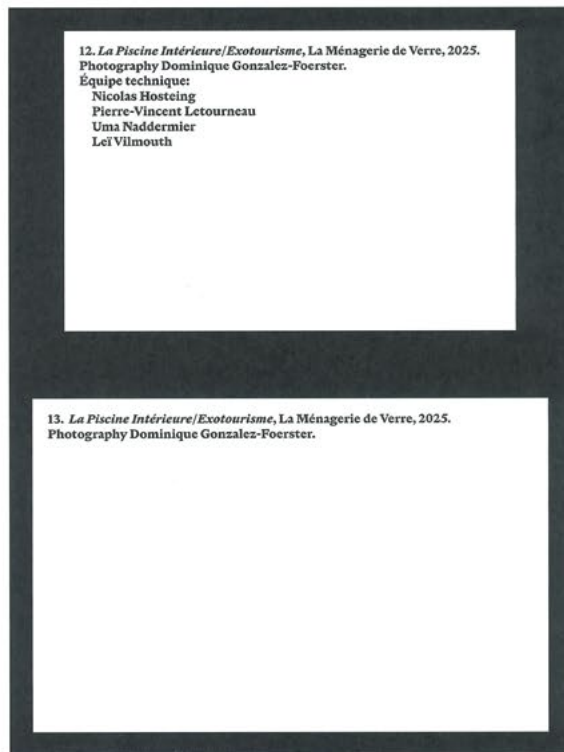 12. La Piscine Intérieure/Exotourisme, La Ménagerie de Verre, 2025.
Photography Dominique Gonzalez-Foerster.
Équipe technique:
Nicolas Hosteing
Pierre-Vincent Letourneau
Uma Naddermier
Leï Vilmouth
13. La Piscine Intérieure/Exotourisme, La Ménagerie de Verre, 2025.
Photography Dominique Gonzalez-Foerster.